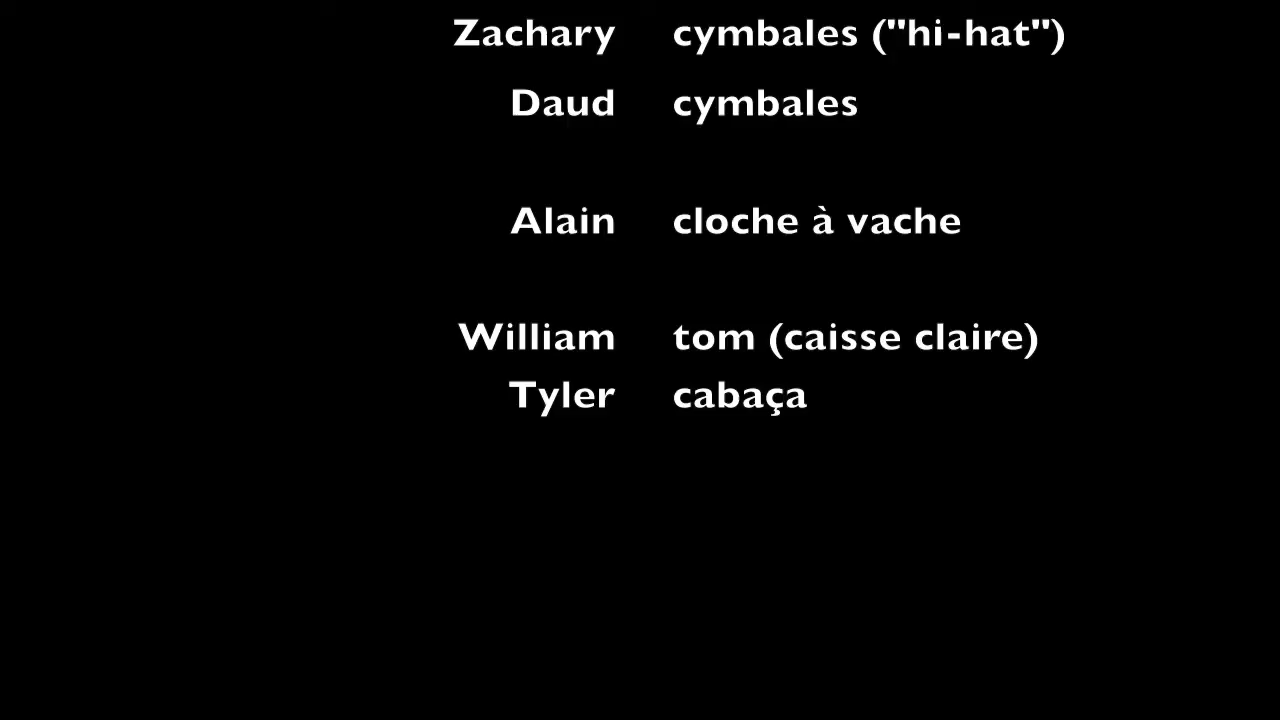 Zachary cymbales ("hi-hat")
Daud cymbales
Alain cloche à vache
William tom (caisse claire)
Tyler cabaça